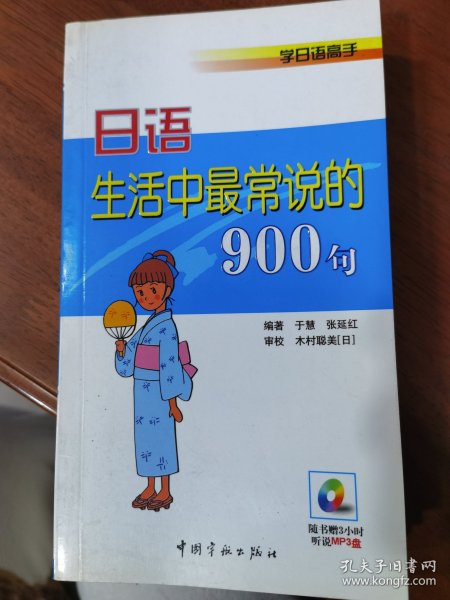 学日语高手
日语
生活中最常说的
900句
编著 于慧 张延红
审校 木村聪美[日]
随书赠3小时
听说MP3盘
中国宇航出版社
孔夫子旧书网
www.kongfz.com